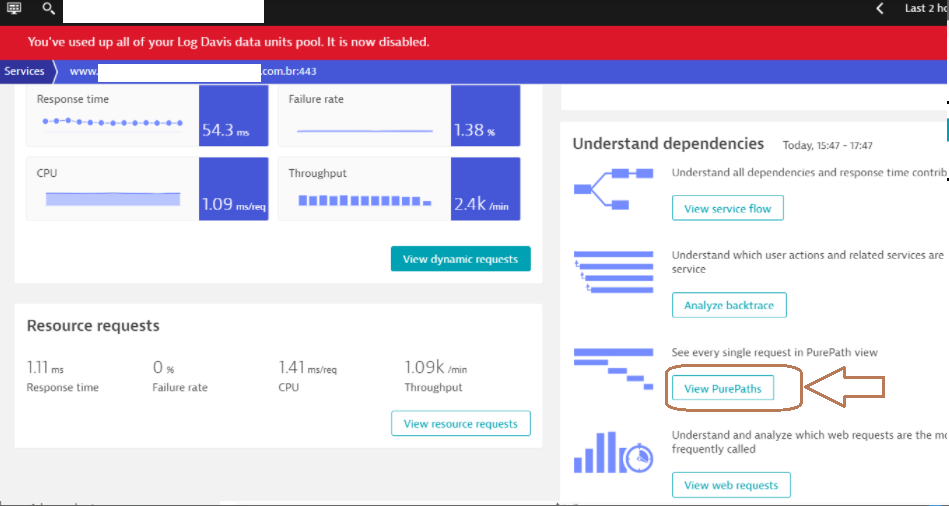 Last 2 ho
You've used up all of your Log Davis data units pool. It is now disabled.
Services
www.
.com.br:443
Response time
54.3 ms
Failure rate
1.38 %
CPU
1.09 ms/req
Throughput
2.4k /min
View dynamic requests
Resource requests
1.11 ms
Response time
0 %
Failure rate
1.41 ms/req
CPU
1.09k /min
Throughput
View resource requests
Understand dependencies
Today, 15:47 - 17:47
Understand all dependencies and response time contrib
View service flow
Understand which user actions and related services are
service
Analyze backtrace
See every single request in PurePath view
View PurePaths
Understand and analyze which web requests are the mo
frequently called
View web requests